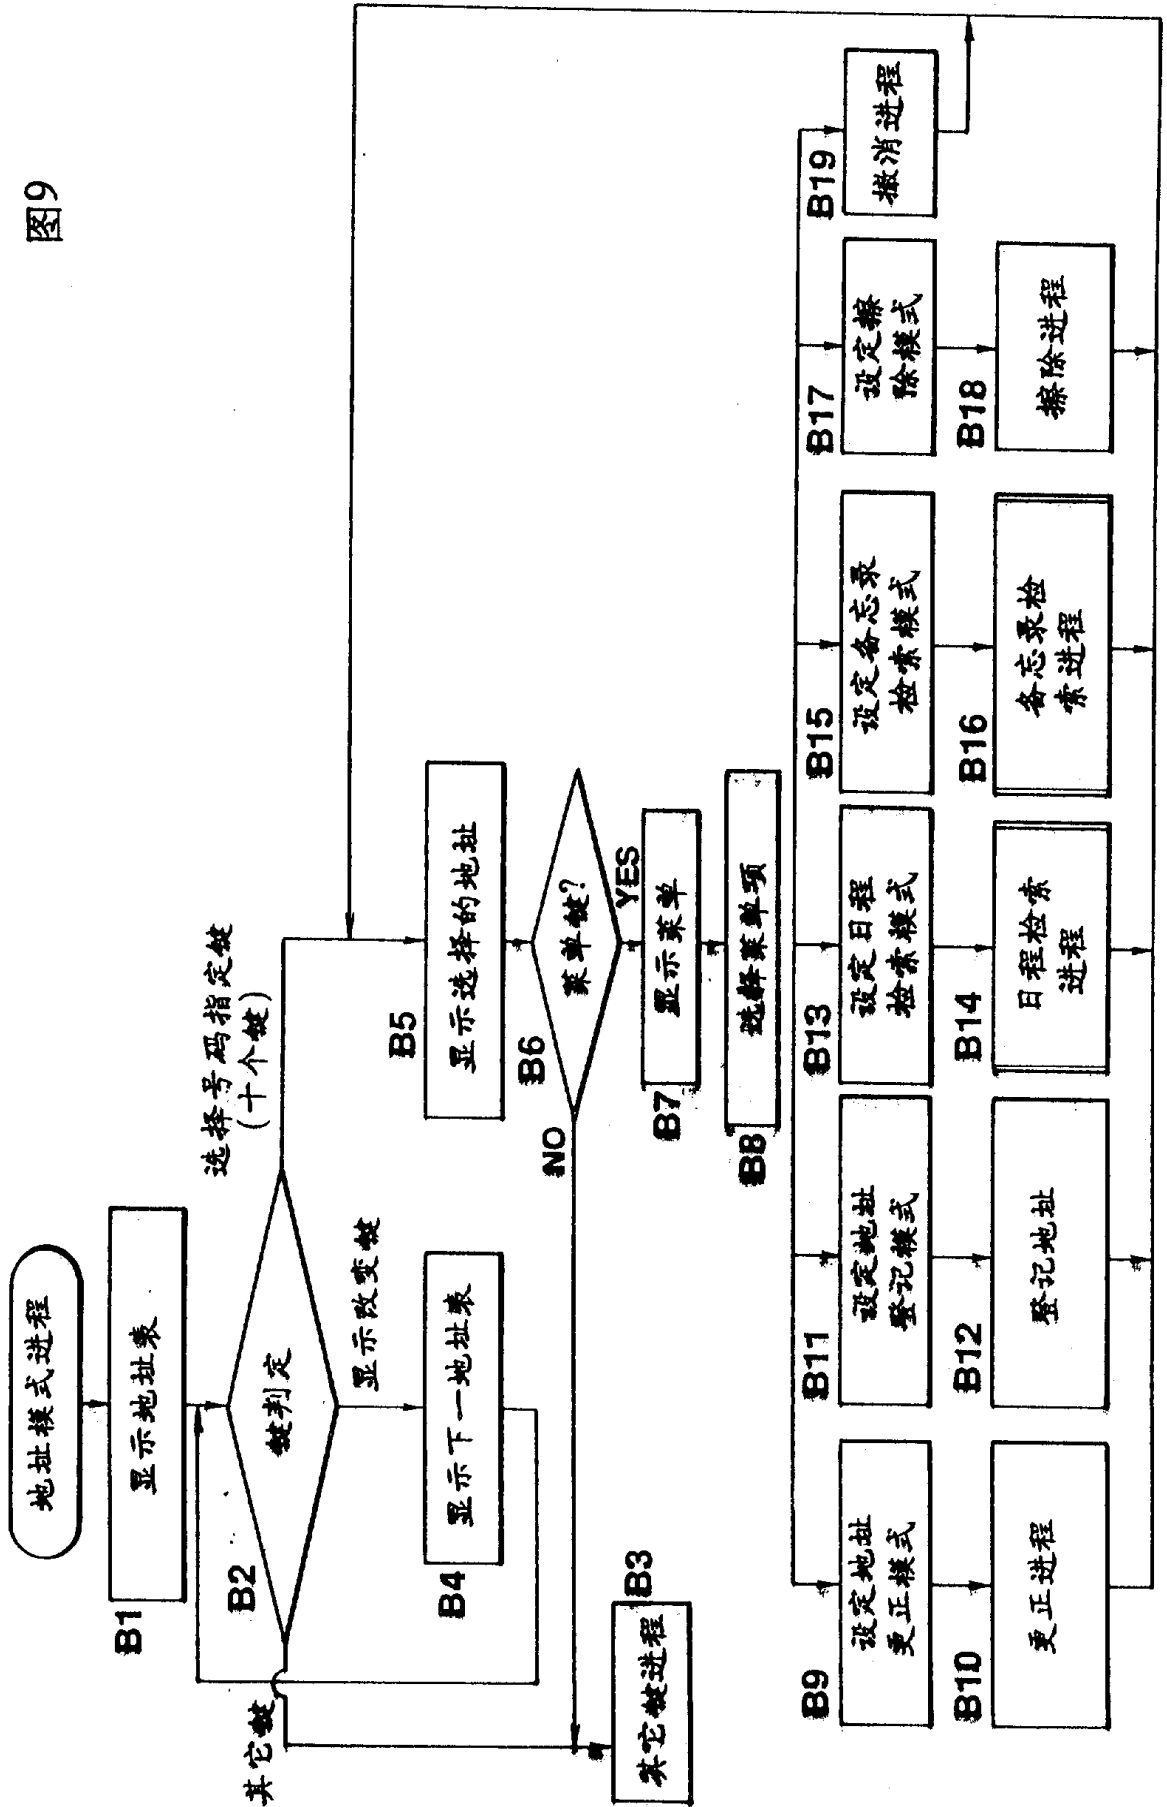 图9
地址模式进程
B1
显示地址表
B2
键判定
选择号码指定键
(十个键)
显示改变键
其它键
B4
显示下一地址表
B5
显示选择的地址
B6
菜单键?
NO
YES
B3
其它键进程
B7
显示菜单
B8
选择菜单项
B9
设定地址
更正模式
B10
更正进程
B11
设定地址
登记模式
B12
登记地址
B13
设定日程
检索模式
B14
日程检索
进程
B15
设定备忘录
检索模式
B16
备忘录检
索进程
B17
设定擦
除模式
B18
擦除进程
B19
撤消进程